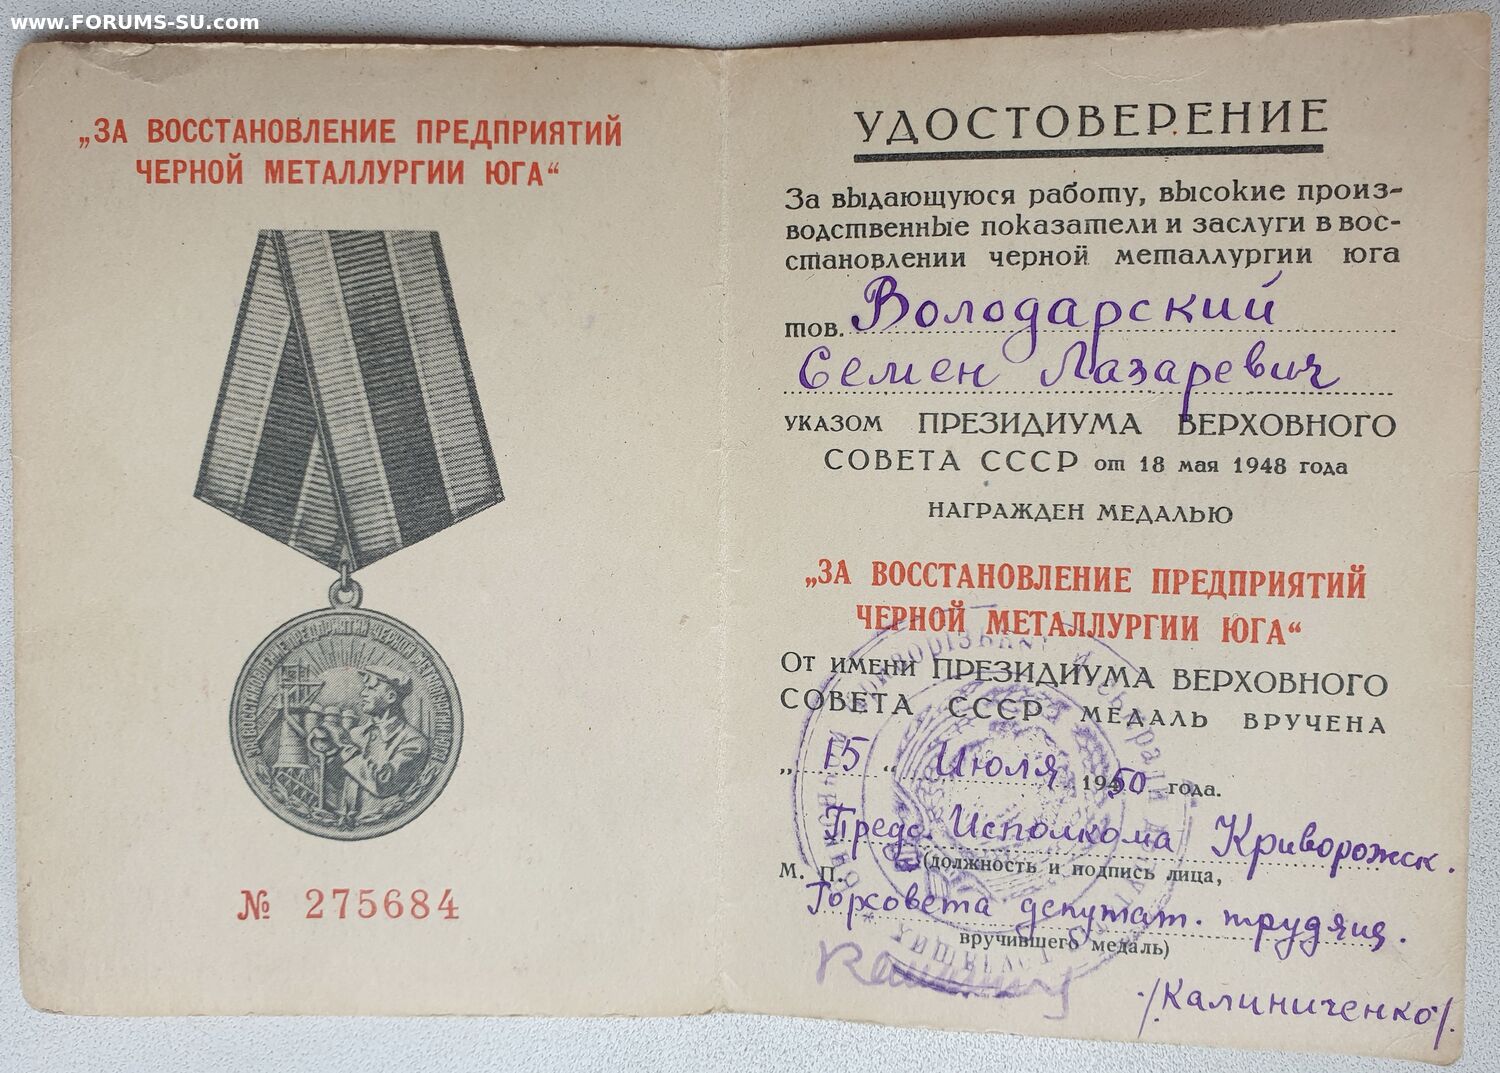 www.FORUMS-SU.com
„ЗА ВОССТАНОВЛЕНИЕ ПРЕДПРИЯТИЙ
ЧЕРНОЙ МЕТАЛЛУРГИИ ЮГА“
№ 275684
УДОСТОВЕРЕНИЕ
За выдающуюся работу, высокие произ-
водственные показатели и заслуги в вос-
становлении черной металлургии юга
тов. Володарский
Семен Лазаревич
указом ПРЕЗИДИУМА ВЕРХОВНОГО
СОВЕТА СССР от 18 мая 1948 года
НАГРАЖДЕН МЕДАЛЬЮ
„ЗА ВОССТАНОВЛЕНИЕ ПРЕДПРИЯТИЙ
ЧЕРНОЙ МЕТАЛЛУРГИИ ЮГА“
От имени ПРЕЗИДИУМА ВЕРХОВНОГО
СОВЕТА СССР МЕДАЛЬ ВРУЧЕНА
„ 15 “ Июля 1950 года.
Предс. Исполкома Криворожск.
М. П. (должность и подпись лица,
Горсовета депутат. трудящ.
вручившего медаль)
/Калиниченко/.